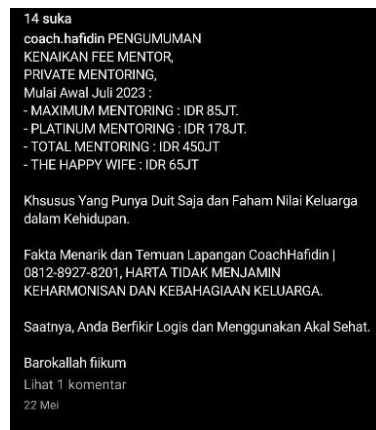 14 suka
coach.hafidin PENGUMUMAN
KENAIKAN FEE MENTOR,
PRIVATE MENTORING,
Mulai Awal Juli 2023 :
- MAXIMUM MENTORING : IDR 85JT.
- PLATINUM MENTORING : IDR 178JT.
- TOTAL MENTORING : IDR 450JT
- THE HAPPY WIFE : IDR 65JT
Khsusus Yang Punya Duit Saja dan Faham Nilai Keluarga
dalam Kehidupan.
Fakta Menarik dan Temuan Lapangan CoachHafidin |
0812-8927-8201, HARTA TIDAK MENJAMIN
KEHARMONISAN DAN KEBAHAGIAAN KELUARGA.
Saatnya, Anda Berfikir Logis dan Menggunakan Akal Sehat.
Barokallah fiikum
Lihat 1 komentar
22 Mei